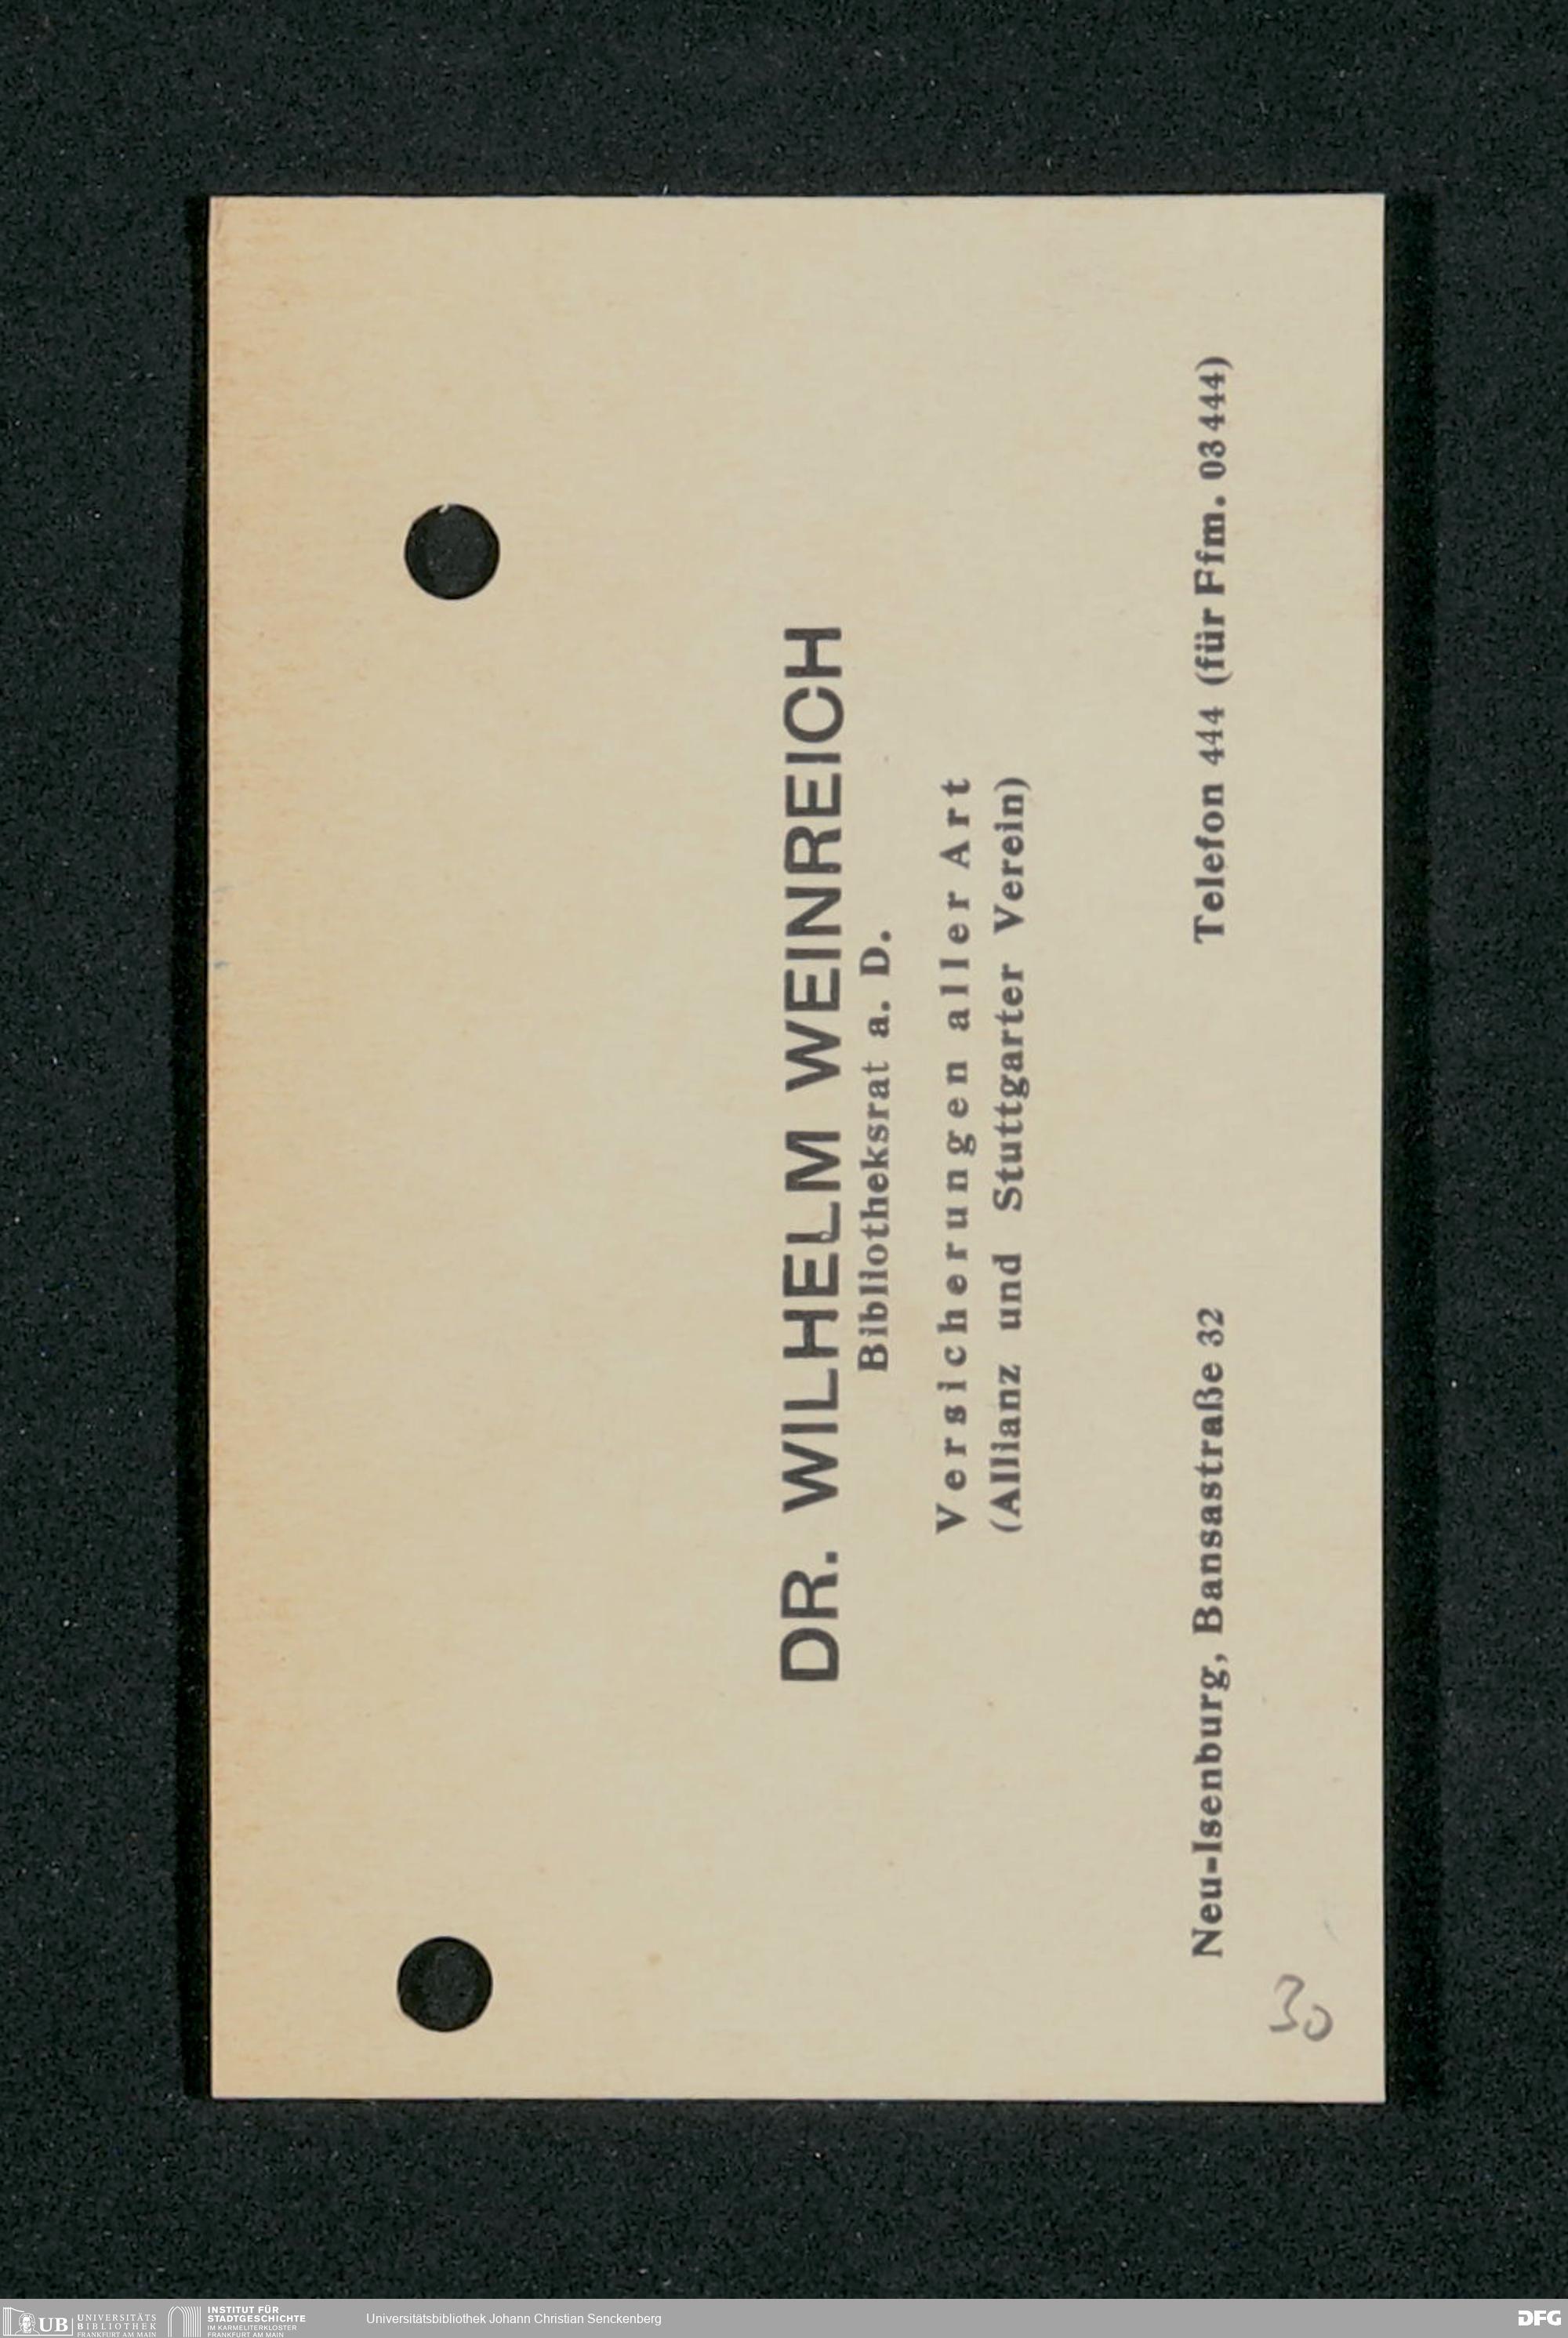 DR. WILHELM WEINREICH
Bibliotheksrat a. D.
Versicherungen aller Art
(Allianz und Stuttgarter Verein)
Neu-Isenburg, Bansastraße 32
Telefon 444 (für Ffm. 03 444)
30
UB
UNIVERSITÄTS
BIBLIOTHEK
FRANKFURT AM MAIN
INSTITUT FÜR
STADTGESCHICHTE
IM KARMELITERKLOSTER
FRANKFURT AM MAIN
Universitätsbibliothek Johann Christian Senckenberg
DFG